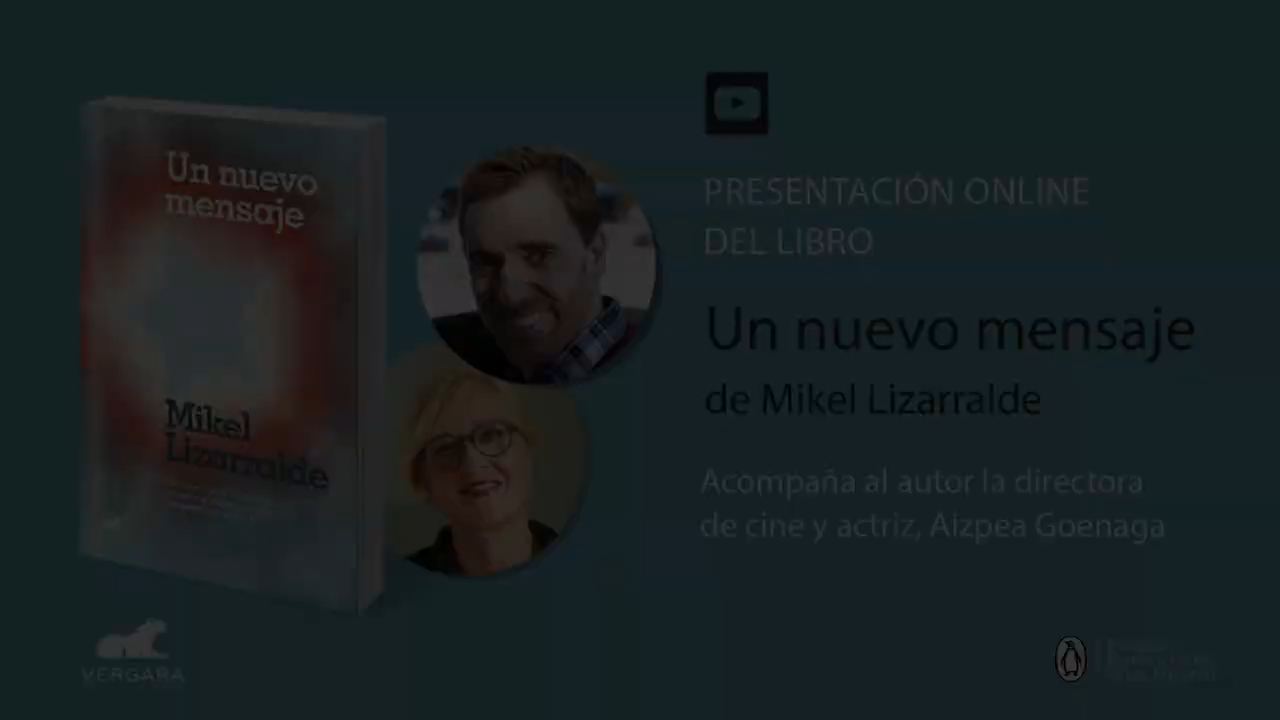 Un nuevo
mensaje
Mikel
Lizarralde
VERGARA
PRESENTACIÓN ONLINE
DEL LIBRO
Un nuevo mensaje
de Mikel Lizarralde
Acompaña al autor la directora
de cine y actriz, Aizpea Goenaga